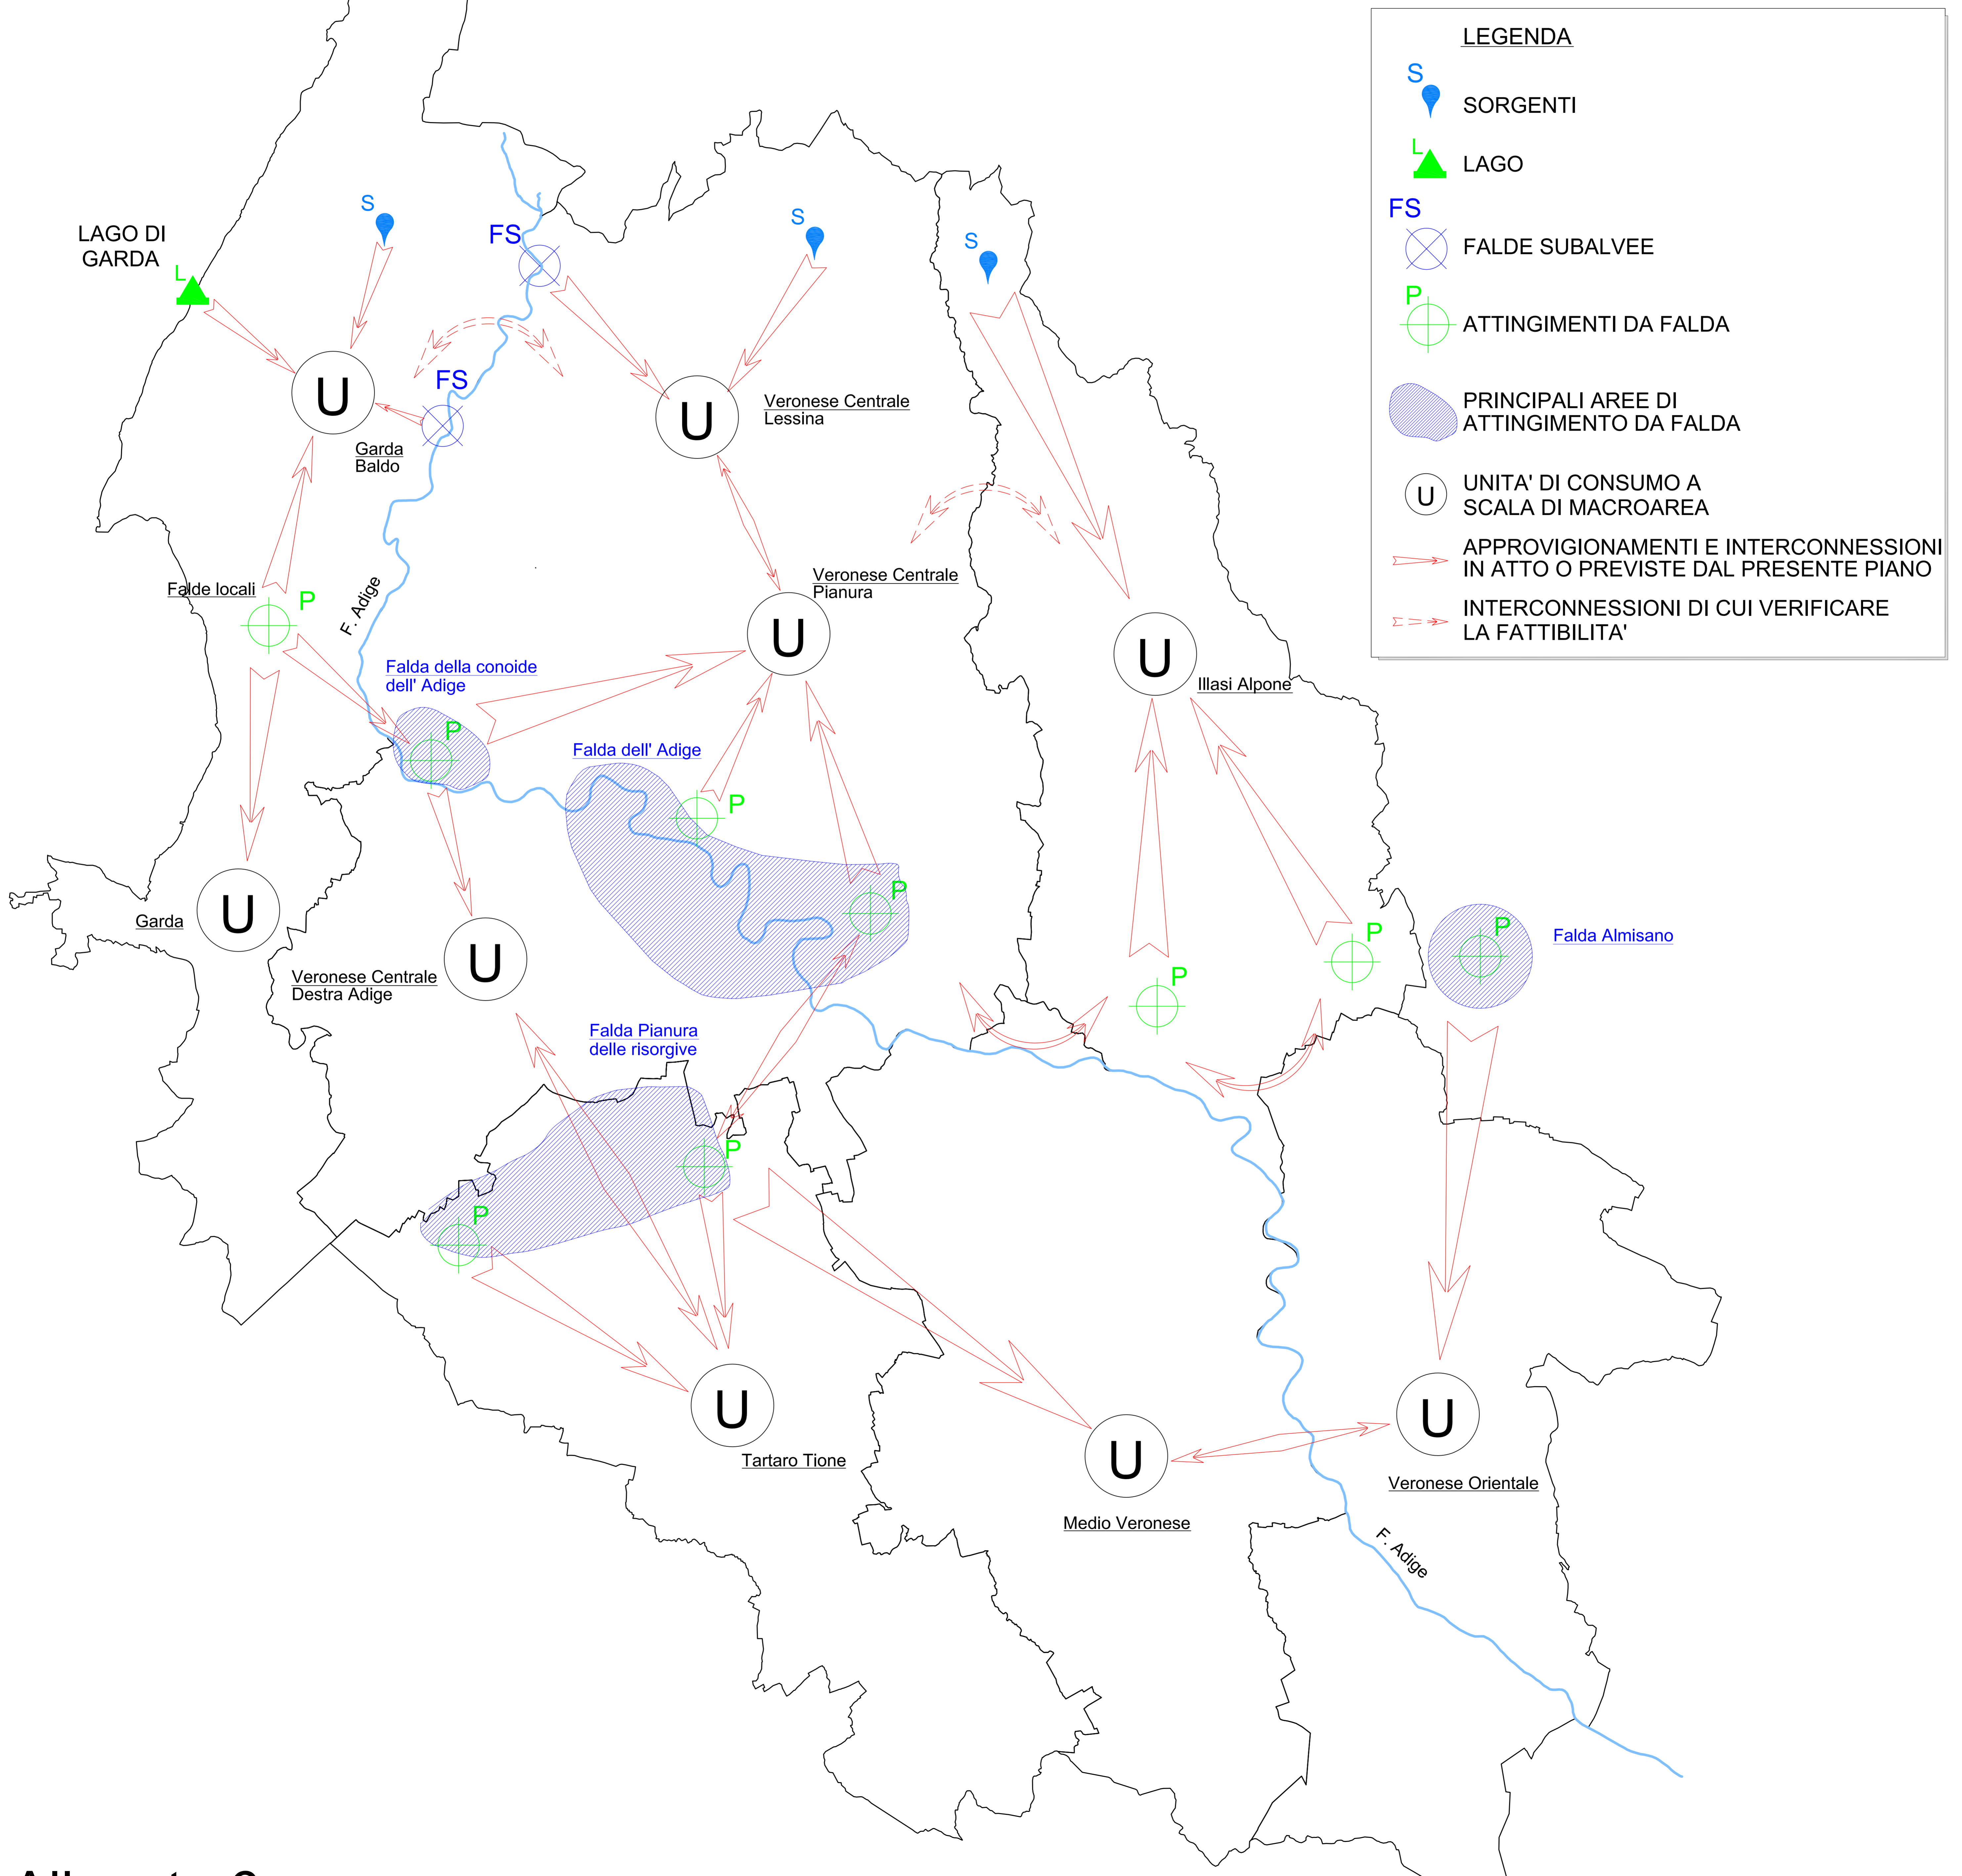 LEGENDA
S
SORGENTI
L
LAGO
FS
FALDE SUBALVEE
P
ATTINGIMENTI DA FALDA
PRINCIPALI AREE DI
ATTINGIMENTO DA FALDA
U
UNITA' DI CONSUMO A
SCALA DI MACROAREA
APPROVIGIONAMENTI E INTERCONNESSIONI
IN ATTO O PREVISTE DAL PRESENTE PIANO
INTERCONNESSIONI DI CUI VERIFICARE
LA FATTIBILITA'
S
S
S
LAGO DI
GARDA
L
FS
FS
U
Garda
Baldo
U
Veronese Centrale
Lessina
Falde locali
P
F. Adige
Veronese Centrale
Pianura
U
U
Illasi Alpone
Falda della conoide
dell' Adige
P
Falda dell' Adige
P
P
U
Garda
U
Veronese Centrale
Destra Adige
P
P
P
Falda Almisano
Falda Pianura
delle risorgive
P
P
U
Tartaro Tione
U
Medio Veronese
U
Veronese Orientale
F. Adige